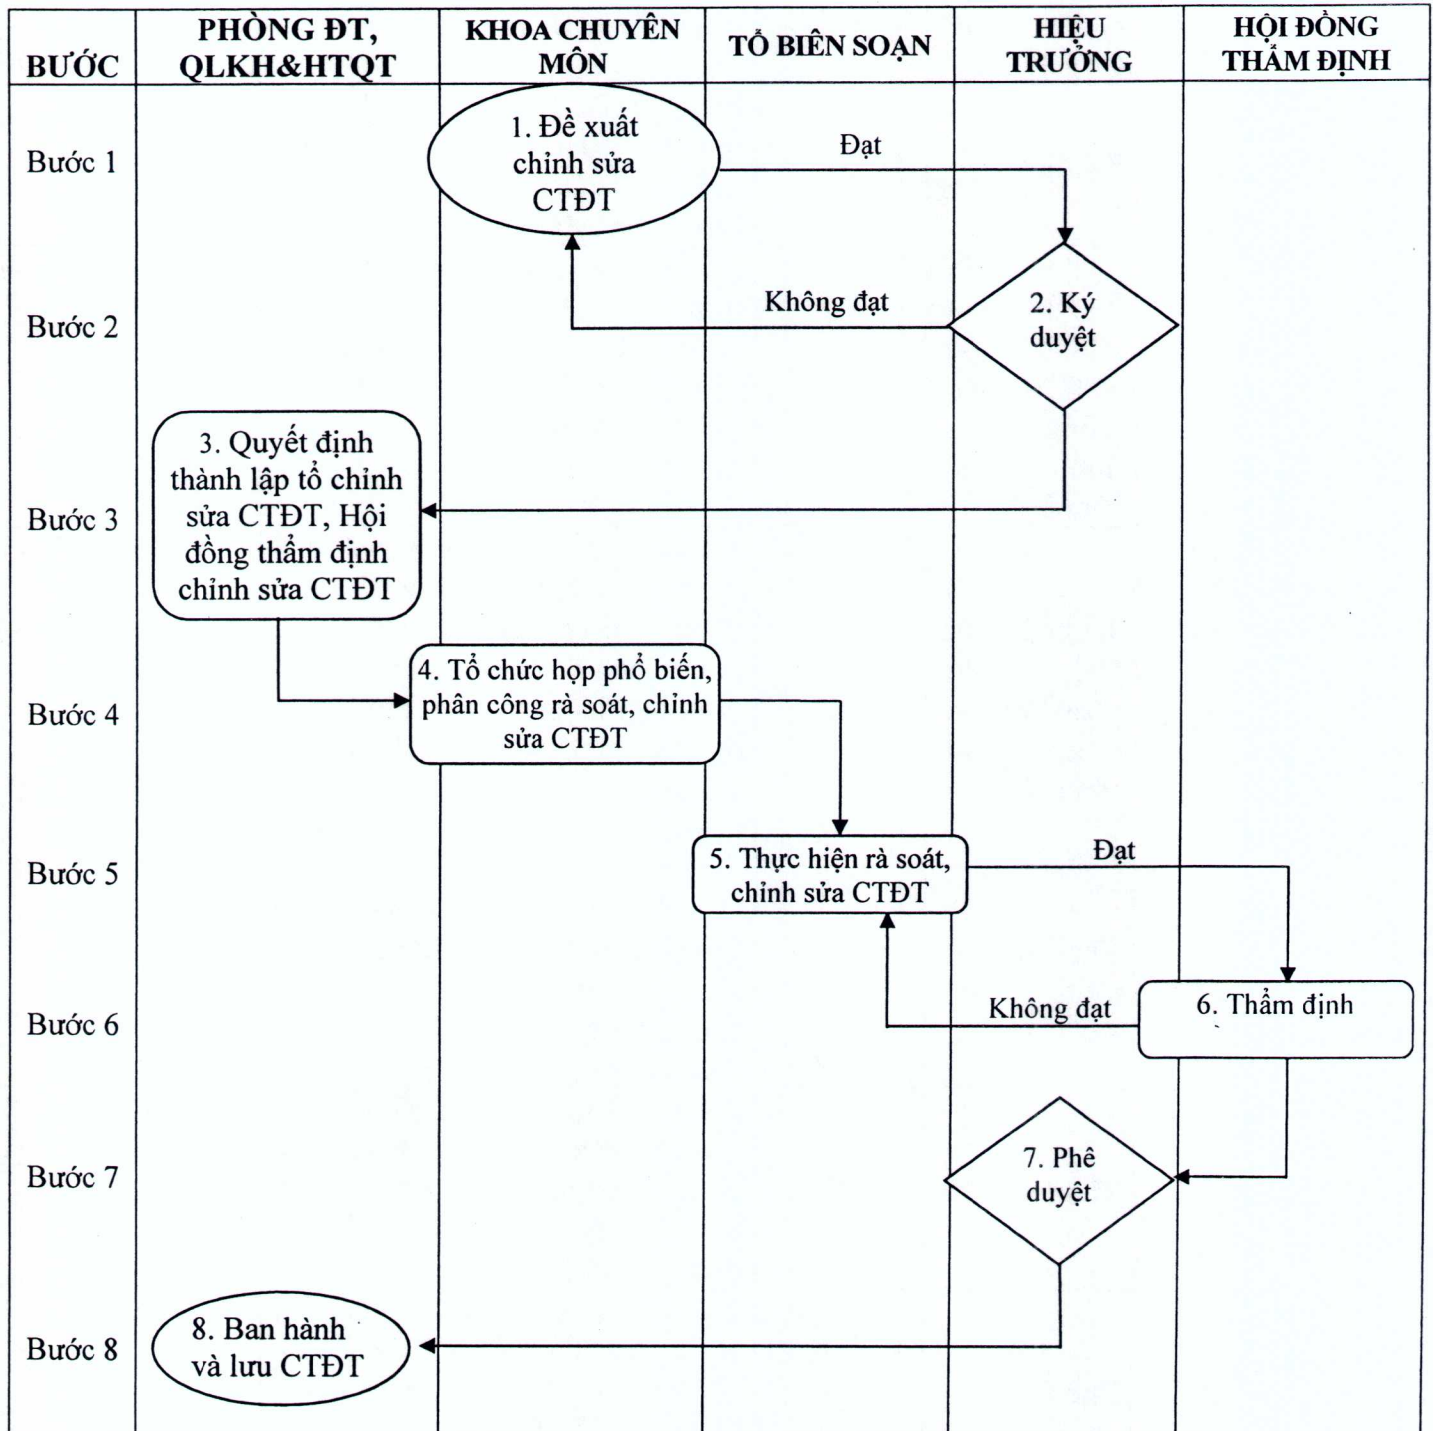 BƯỚC
PHÒNG ĐT,
QLKH&HTQT
KHOA CHUYÊN
MÔN
TỔ BIÊN SOẠN
HIỆU
TRƯỞNG
HỘI ĐỒNG
THẨM ĐỊNH
Bước 1
1. Đề xuất
chỉnh sửa
CTĐT
Đạt
Bước 2
Không đạt
2. Ký
duyệt
Bước 3
3. Quyết định
thành lập tổ chỉnh
sửa CTĐT, Hội
đồng thẩm định
chỉnh sửa CTĐT
Bước 4
4. Tổ chức họp phổ biến,
phân công rà soát, chỉnh
sửa CTĐT
Bước 5
5. Thực hiện rà soát,
chỉnh sửa CTĐT
Đạt
Bước 6
Không đạt
6. Thẩm định
Bước 7
7. Phê
duyệt
Bước 8
8. Ban hành
và lưu CTĐT